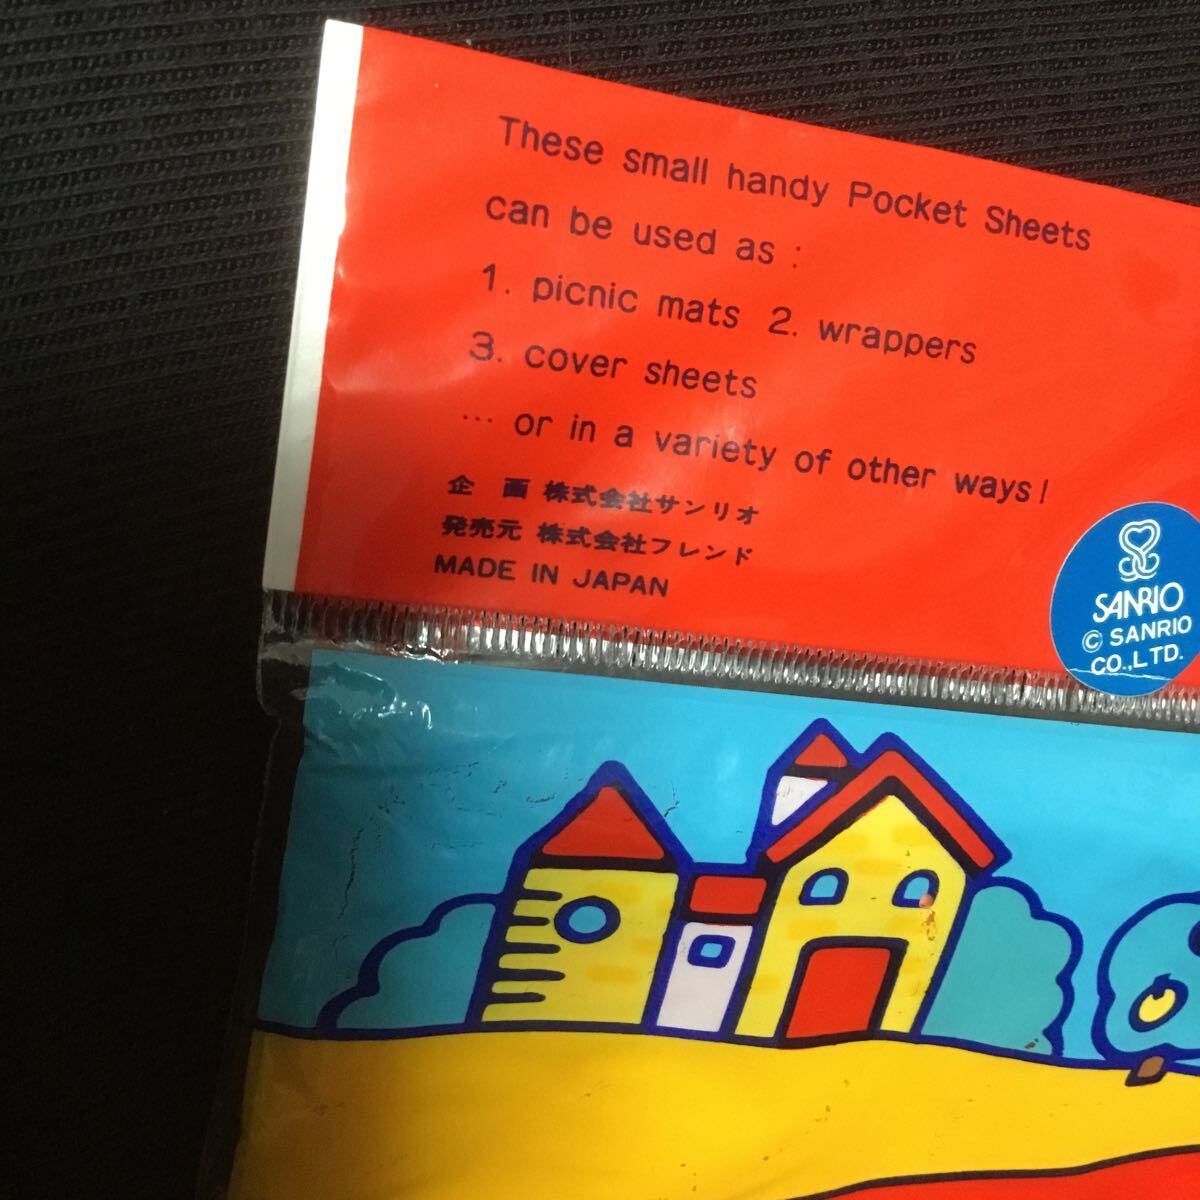 These small handy Pocket Sheets
can be used as :
1. picnic mats 2. wrappers
3. cover sheets
… or in a variety of other ways!
企　画 株式会社サンリオ
発売元 株式会社フレンド
MADE IN JAPAN
SANRIO
© SANRIO
CO.,LTD.